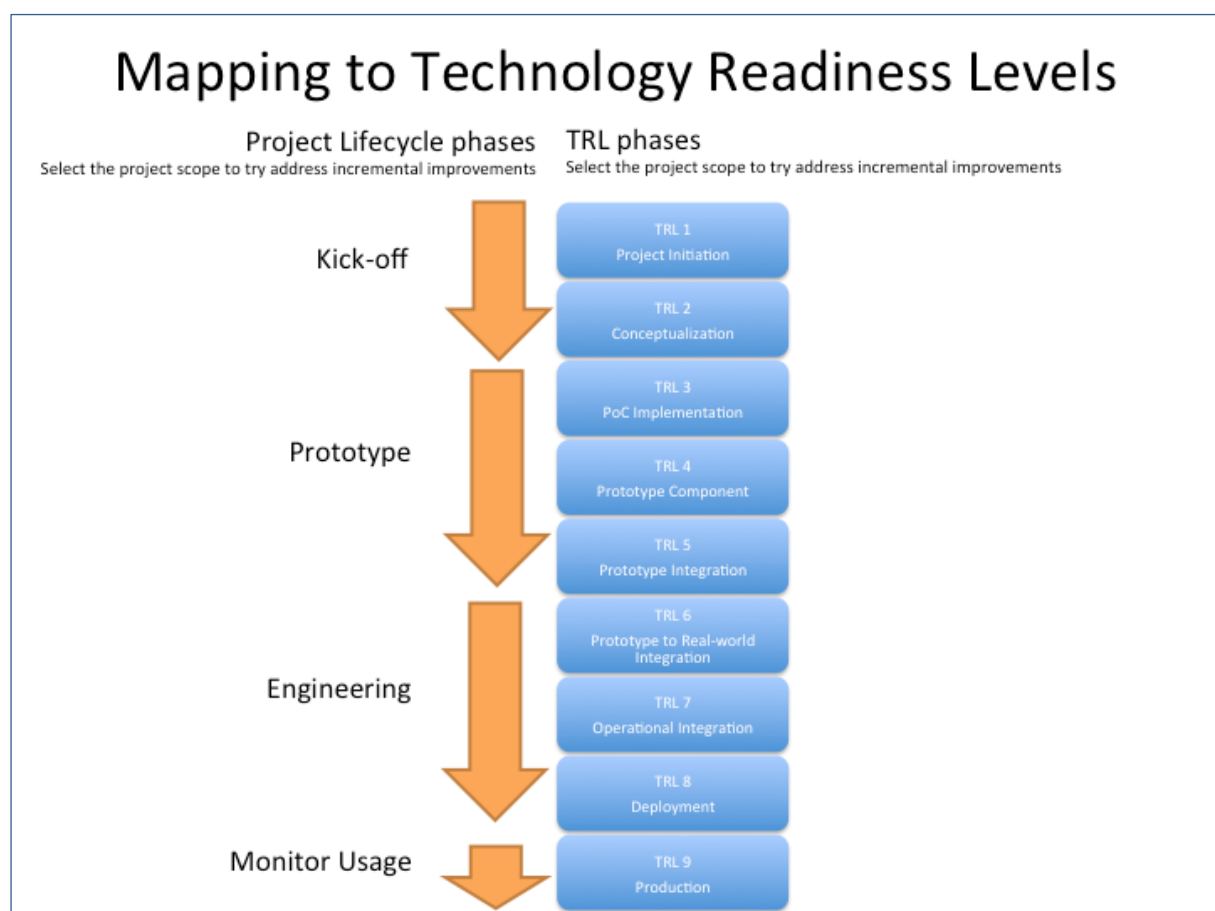 Mapping to Technology Readiness Levels
Project Lifecycle phases
Select the project scope to try address incremental improvements
TRL phases
Select the project scope to try address incremental improvements
Kick-off
TRL 1
Project Initiation
TRL 2
Conceptualization
Prototype
TRL 3
PoC Implementation
TRL 4
Prototype Component
TRL 5
Prototype Integration
Engineering
TRL 6
Prototype to Real-world
Integration
TRL 7
Operational Integration
TRL 8
Deployment
Monitor Usage
TRL 9
Production